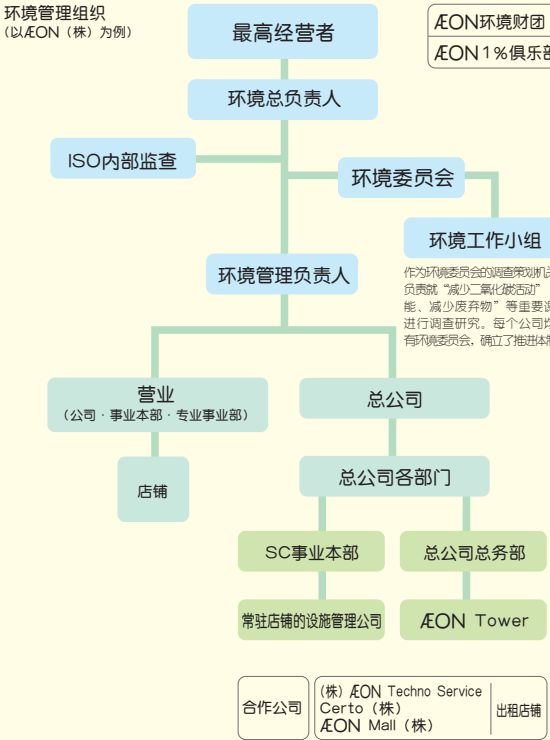 环境管理组织
（以ÆON（株）为例）
最高经营者
ÆON环境财团
ÆON 1%俱乐部
环境总负责人
ISO内部监查
环境委员会
环境工作小组
作为环境委员会的调查策划机关
负责就“减少二氧化碳活动”
能、减少废弃物”等重要课
进行调查研究。每个公司均
有环境委员会，确立了推进体制
环境管理负责人
营业
（公司·事业本部·专业事业部）
总公司
店铺
总公司各部门
SC事业本部
总公司总务部
常驻店铺的设施管理公司
ÆON Tower
合作公司
(株) ÆON Techno Service
Certo（株）
ÆON Mall（株）
出租店铺